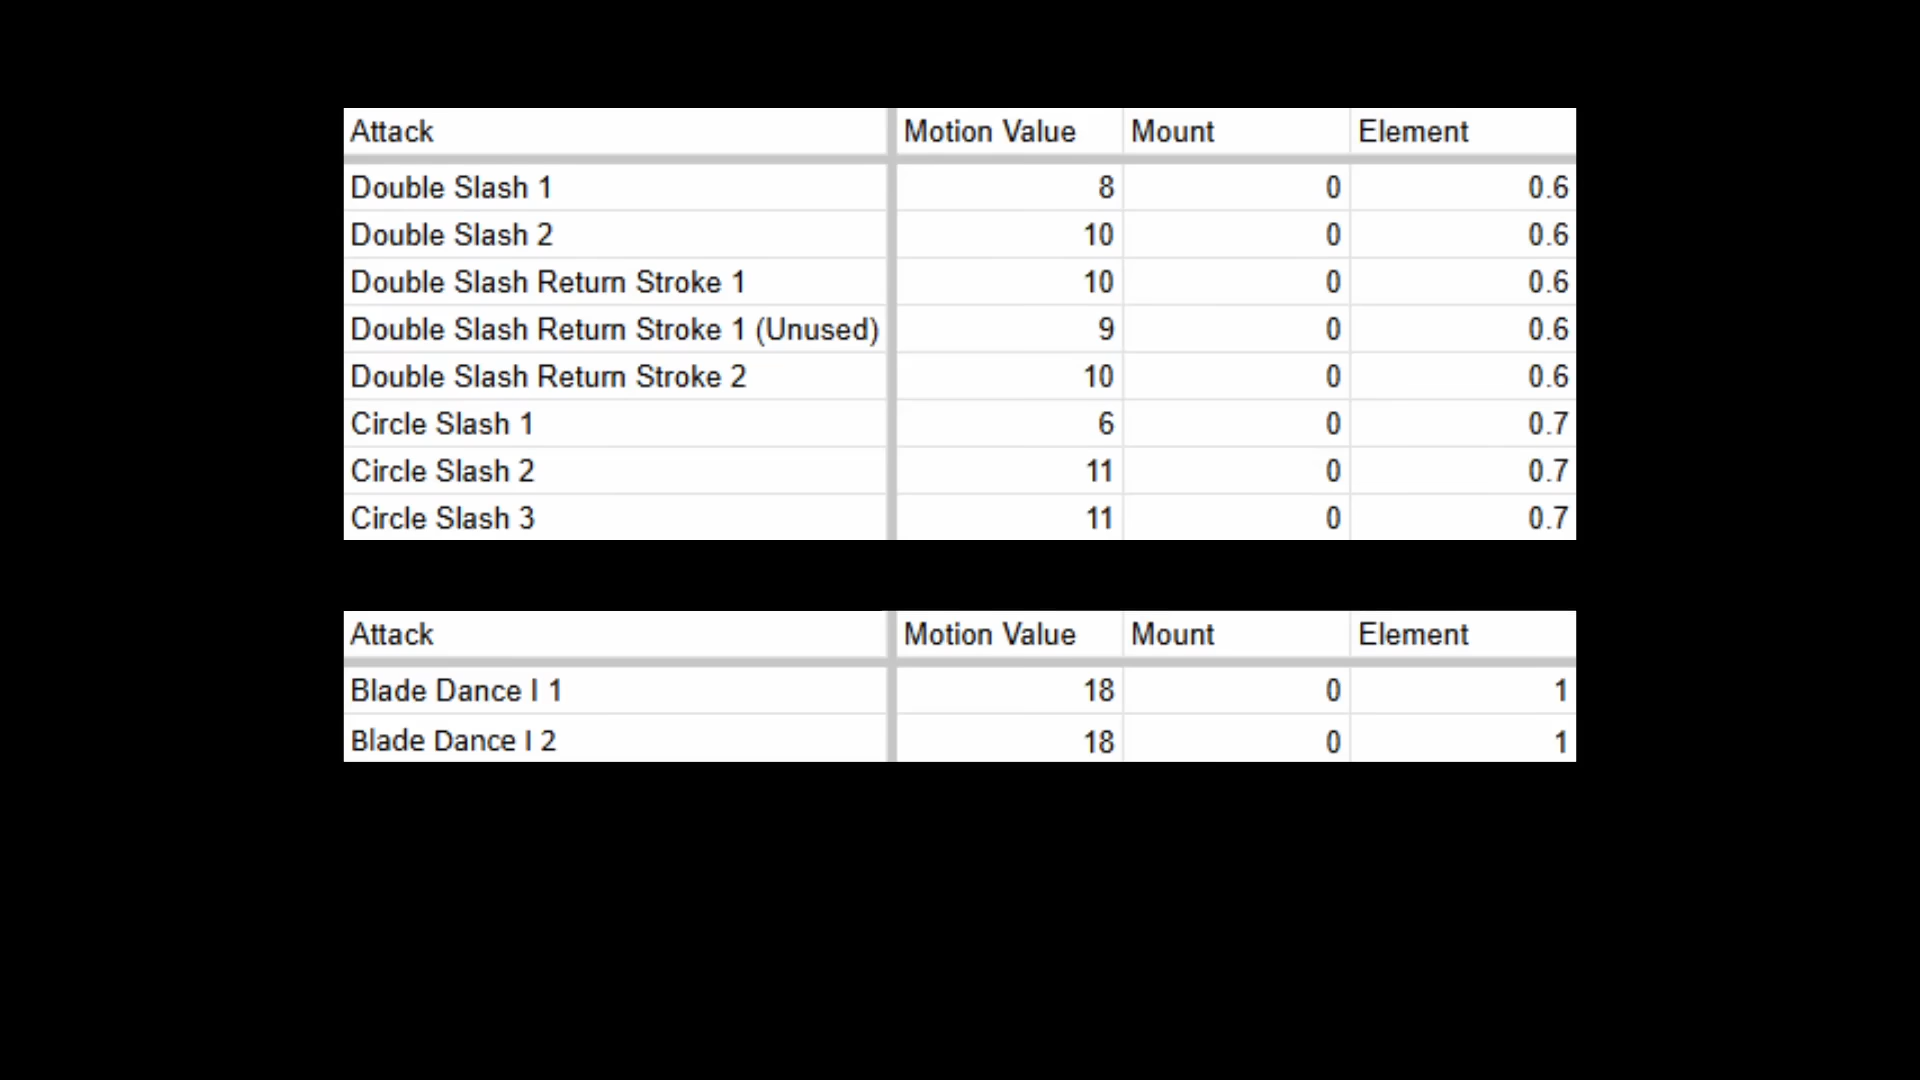 Attack Motion Value Mount Element
Double Slash 1 8 0 0.6
Double Slash 2 10 0 0.6
Double Slash Return Stroke 1 10 0 0.6
Double Slash Return Stroke 1 (Unused) 9 0 0.6
Double Slash Return Stroke 2 10 0 0.6
Circle Slash 1 6 0 0.7
Circle Slash 2 11 0 0.7
Circle Slash 3 11 0 0.7
Attack Motion Value Mount Element
Blade Dance I 1 18 0 1
Blade Dance I 2 18 0 1